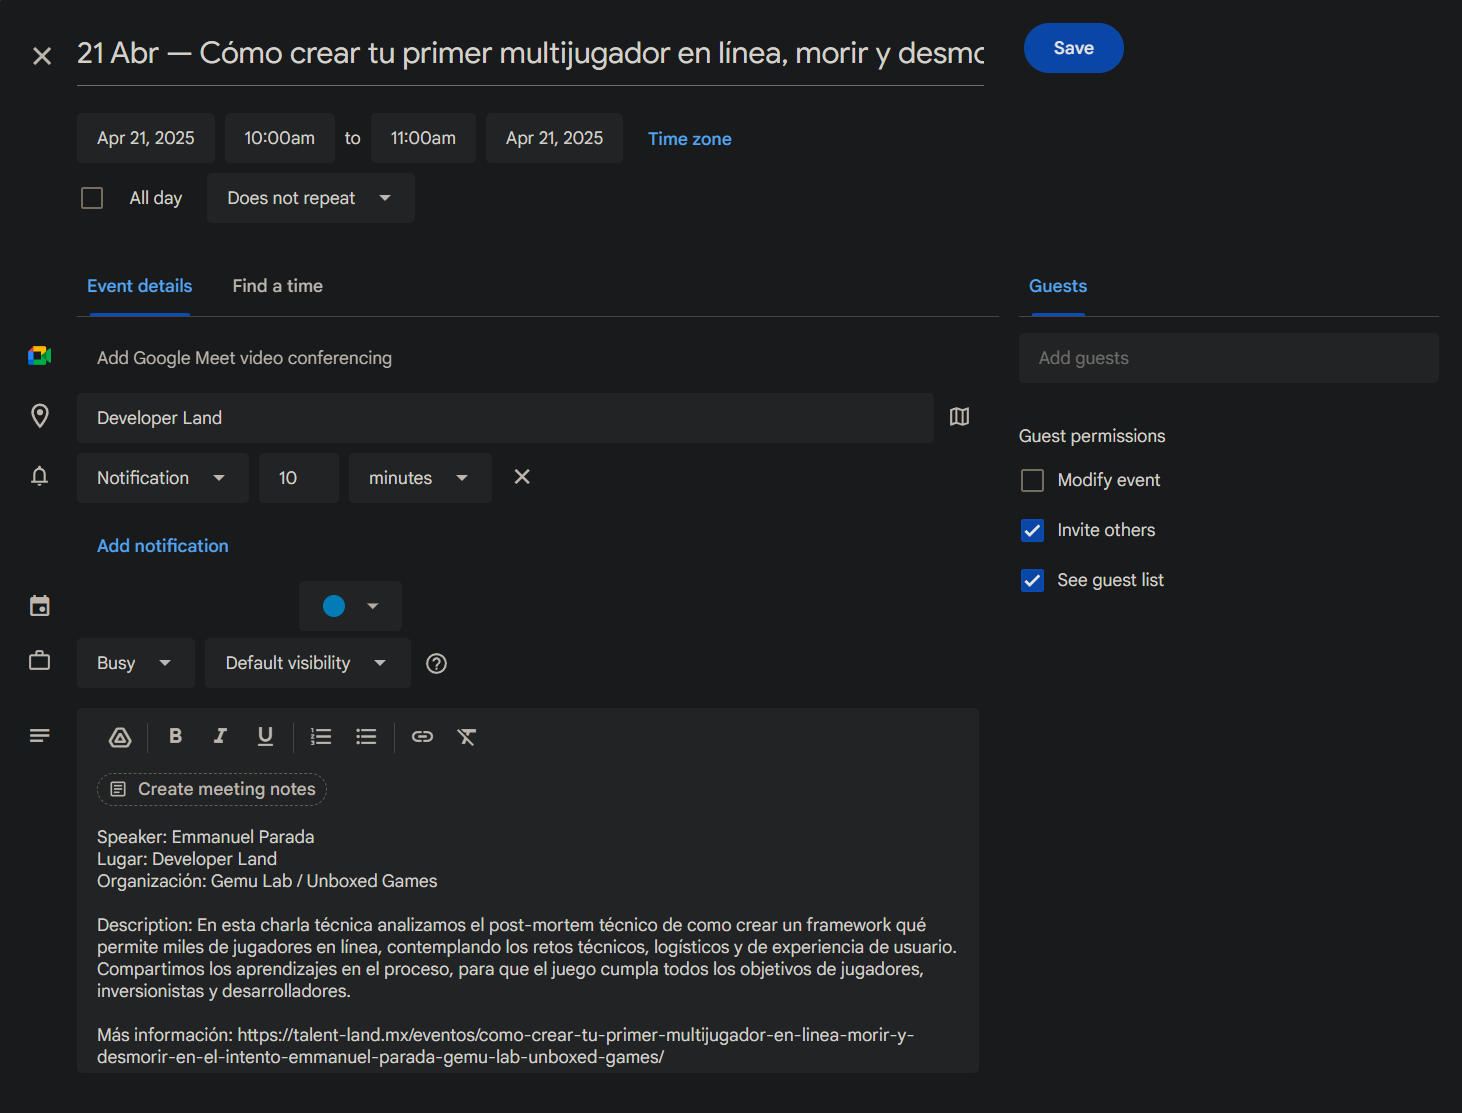 21 Abr — Cómo crear tu primer multijugador en línea, morir y desmo
Save
Apr 21, 2025
10:00am
to
11:00am
Apr 21, 2025
Time zone
All day
Does not repeat
Event details
Find a time
Guests
Add Google Meet video conferencing
Add guests
Developer Land
Guest permissions
Notification
10
minutes
Modify event
Invite others
Add notification
See guest list
Busy
Default visibility
B I U
Create meeting notes
Speaker: Emmanuel Parada
Lugar: Developer Land
Organización: Gemu Lab / Unboxed Games
Description: En esta charla técnica analizamos el post-mortem técnico de como crear un framework qué
permite miles de jugadores en línea, contemplando los retos técnicos, logísticos y de experiencia de usuario.
Compartimos los aprendizajes en el proceso, para que el juego cumpla todos los objetivos de jugadores,
inversionistas y desarrolladores.
Más información: https://talent-land.mx/eventos/como-crear-tu-primer-multijugador-en-linea-morir-y-
desmorir-en-el-intento-emmanuel-parada-gemu-lab-unboxed-games/